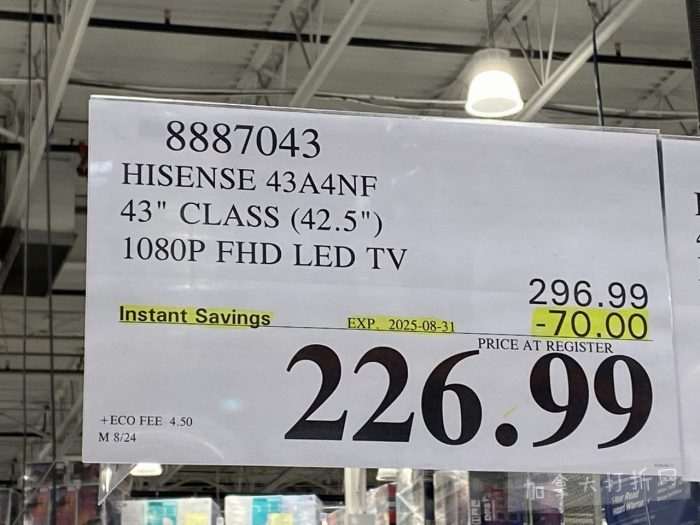 8887043
HISENSE 43A4NF
43" CLASS (42.5")
1080P FHD LED TV
296.99
Instant Savings EXP. 2025-08-31 -70.00
PRICE AT REGISTER
226.99
+ECO FEE 4.50
M 8/24
加拿大打折网